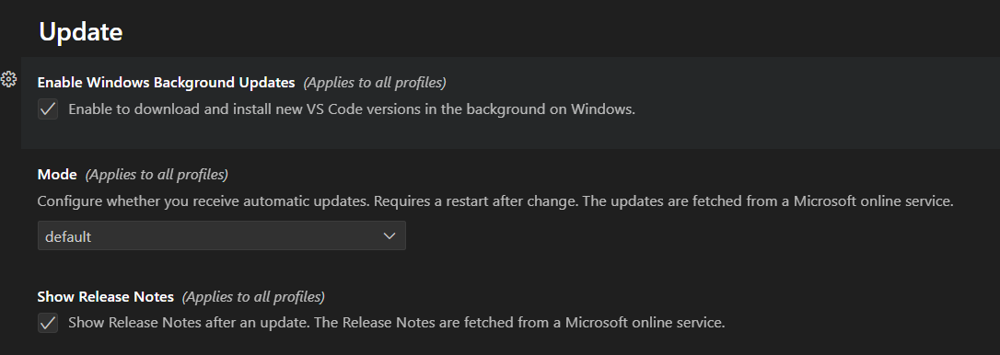 Update
Enable Windows Background Updates (Applies to all profiles)
Enable to download and install new VS Code versions in the background on Windows.
Mode (Applies to all profiles)
Configure whether you receive automatic updates. Requires a restart after change. The updates are fetched from a Microsoft online service.
default
Show Release Notes (Applies to all profiles)
Show Release Notes after an update. The Release Notes are fetched from a Microsoft online service.